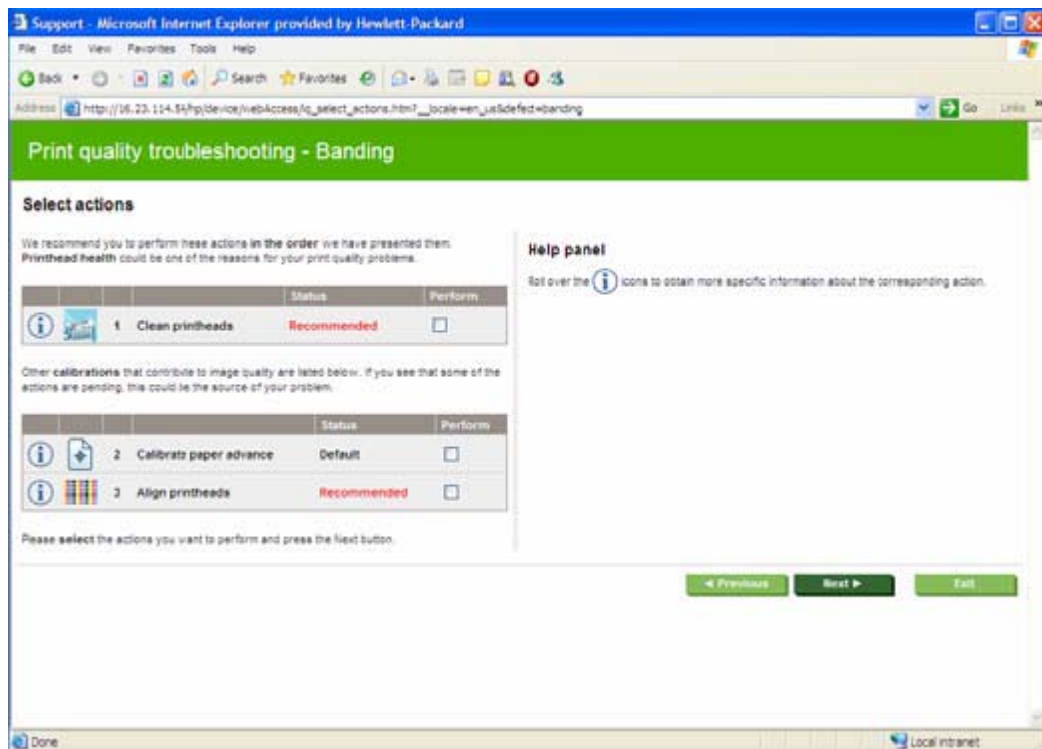 Support - Microsoft Internet Explorer provided by Hewlett-Packard
File Edit View Favorites Tools Help
Back Search Favorites
Address http://16.23.114.54/hp/device/webAccess/iq_select_actions.htm?__locale=en_us&defect=banding Go Links »
Print quality troubleshooting - Banding
Select actions
We recommend you to perform hese actions in the order we have presented them.
Printhead health could be one of the reasons for your print quality problems.
Status Perform
1 Clean printheads Recommended
Other calibrations that contribute to image quality are listed below. If you see that some of the
actions are pending, this could be the source of your problem.
Status Perform
2 Calibrate paper advance Default
3 Align printheads Recommended
Please select the actions you want to perform and press the Next button.
Help panel
Roll over the i icons to obtain more specific information about the corresponding action.
◄ Previous Next ► Exit
Done Local intranet